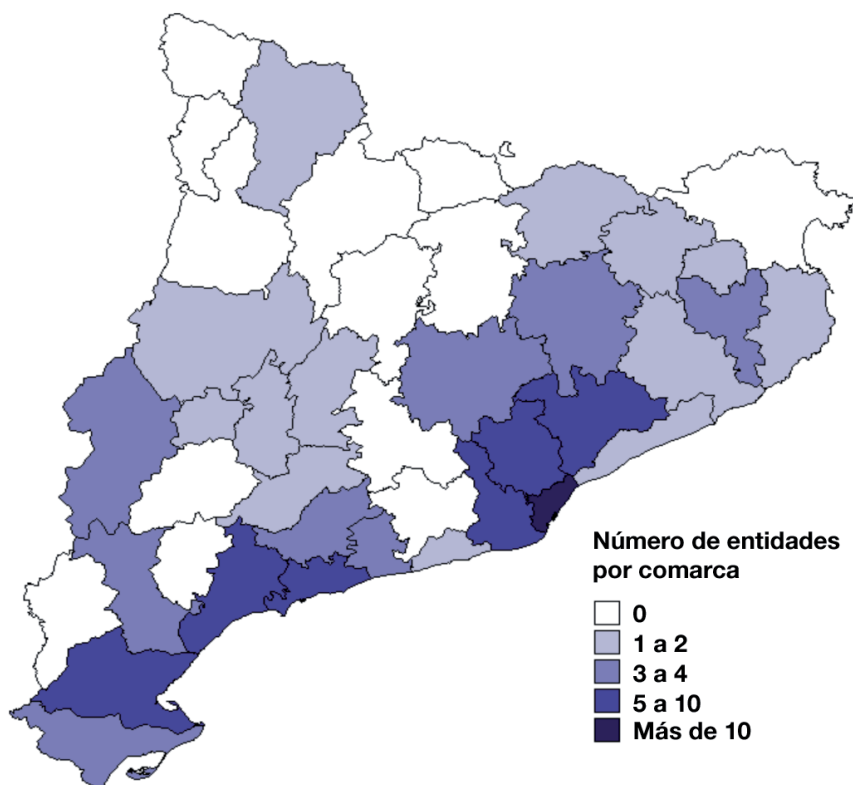 Número de entidades
por comarca
0
1 a 2
3 a 4
5 a 10
Más de 10